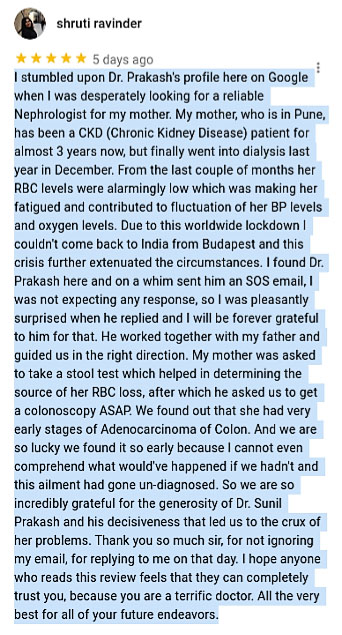 shruti ravinder
5 days ago
I stumbled upon Dr. Prakash's profile here on Google
when I was desperately looking for a reliable
Nephrologist for my mother. My mother, who is in Pune,
has been a CKD (Chronic Kidney Disease) patient for
almost 3 years now, but finally went into dialysis last
year in December. From the last couple of months her
RBC levels were alarmingly low which was making her
fatigued and contributed to fluctuation of her BP levels
and oxygen levels. Due to this worldwide lockdown I
couldn't come back to India from Budapest and this
crisis further extenuated the circumstances. I found Dr.
Prakash here and on a whim sent him an SOS email, I
was not expecting any response, so I was pleasantly
surprised when he replied and I will be forever grateful
to him for that. He worked together with my father and
guided us in the right direction. My mother was asked
to take a stool test which helped in determining the
source of her RBC loss, after which he asked us to get
a colonoscopy ASAP. We found out that she had very
early stages of Adenocarcinoma of Colon. And we are
so lucky we found it so early because I cannot even
comprehend what would've happened if we hadn't and
this ailment had gone un-diagnosed. So we are so
incredibly grateful for the generosity of Dr. Sunil
Prakash and his decisiveness that led us to the crux of
her problems. Thank you so much sir, for not ignoring
my email, for replying to me on that day. I hope anyone
who reads this review feels that they can completely
trust you, because you are a terrific doctor. All the very
best for all of your future endeavors.